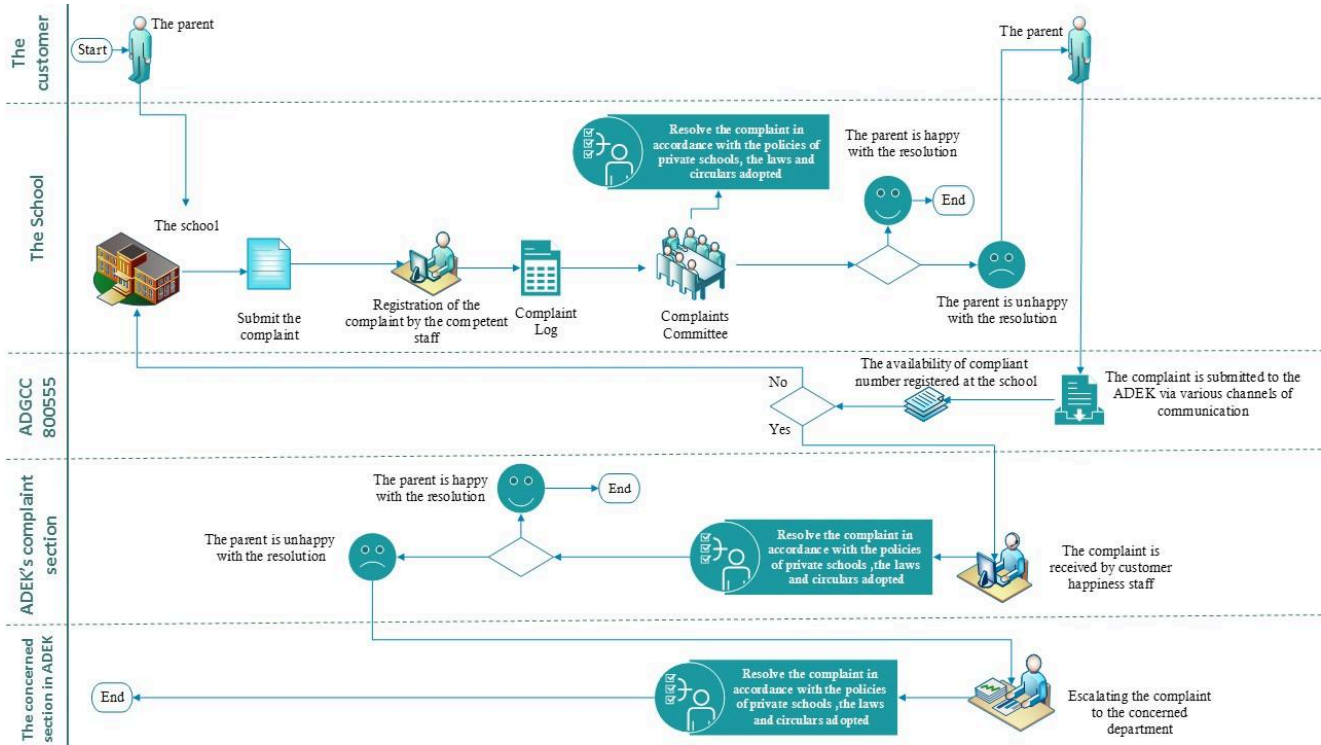 The
customer
Start
The parent
The parent
The School
The school
Submit the
complaint
Registration of the
complaint by the competent
staff
Complaint
Log
Resolve the complaint in
accordance with the policies of
private schools, the laws and
circulars adopted
Complaints
Committee
The parent is happy
with the resolution
End
The parent is unhappy
with the resolution
ADGCC
800555
No
Yes
The availability of compliant
number registered at the school
The complaint is submitted to the
ADEK via various channels of
communication
ADEK's complaint
section
The parent is happy
with the resolution
End
The parent is unhappy
with the resolution
Resolve the complaint in
accordance with the policies
of private schools ,the laws
and circulars adopted
The complaint is
received by customer
happiness staff
The concerned
section in ADEK
End
Resolve the complaint in
accordance with the policies
of private schools ,the laws
and circulars adopted
Escalating the complaint
to the concerned
department